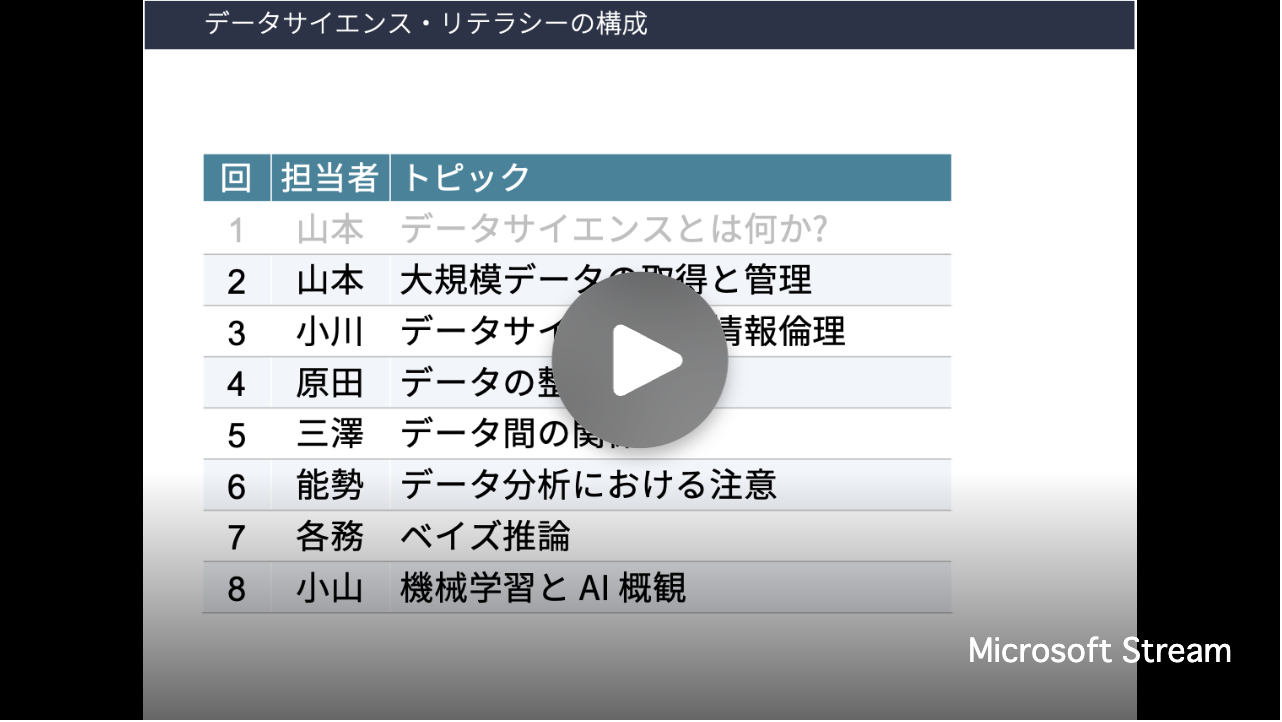 データサイエンス・リテラシーの構成
回 担当者 トピック
1 山本 データサイエンスとは何か?
2 山本 大規模データの取得と管理
3 小川 データサイ 情報倫理
4 原田 データの整
5 三澤 データ間の関係
6 能勢 データ分析における注意
7 各務 ベイズ推論
8 小山 機械学習と AI 概観
Microsoft Stream